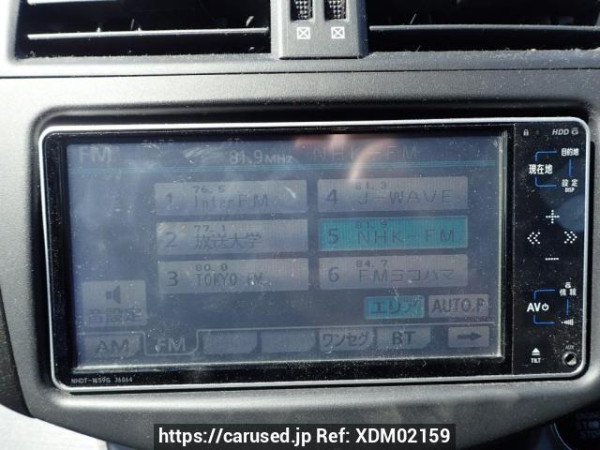 FM
81.9MHz
76.5
1 InterFM
81.3
4 J-WAVE
77.1
2 放送大学
5 NHK-FM
80.0
3 TOKYO FM
84.7
6 FMヨコハマ
音設定
エリア
AUTO.P
AM
FM
ワンセグ
BT
HDD
目的地
現在地
設定
DISP
情報
AV
TILT
AUX
NHDT-W59G
https://carused.jp Ref: XDM02159